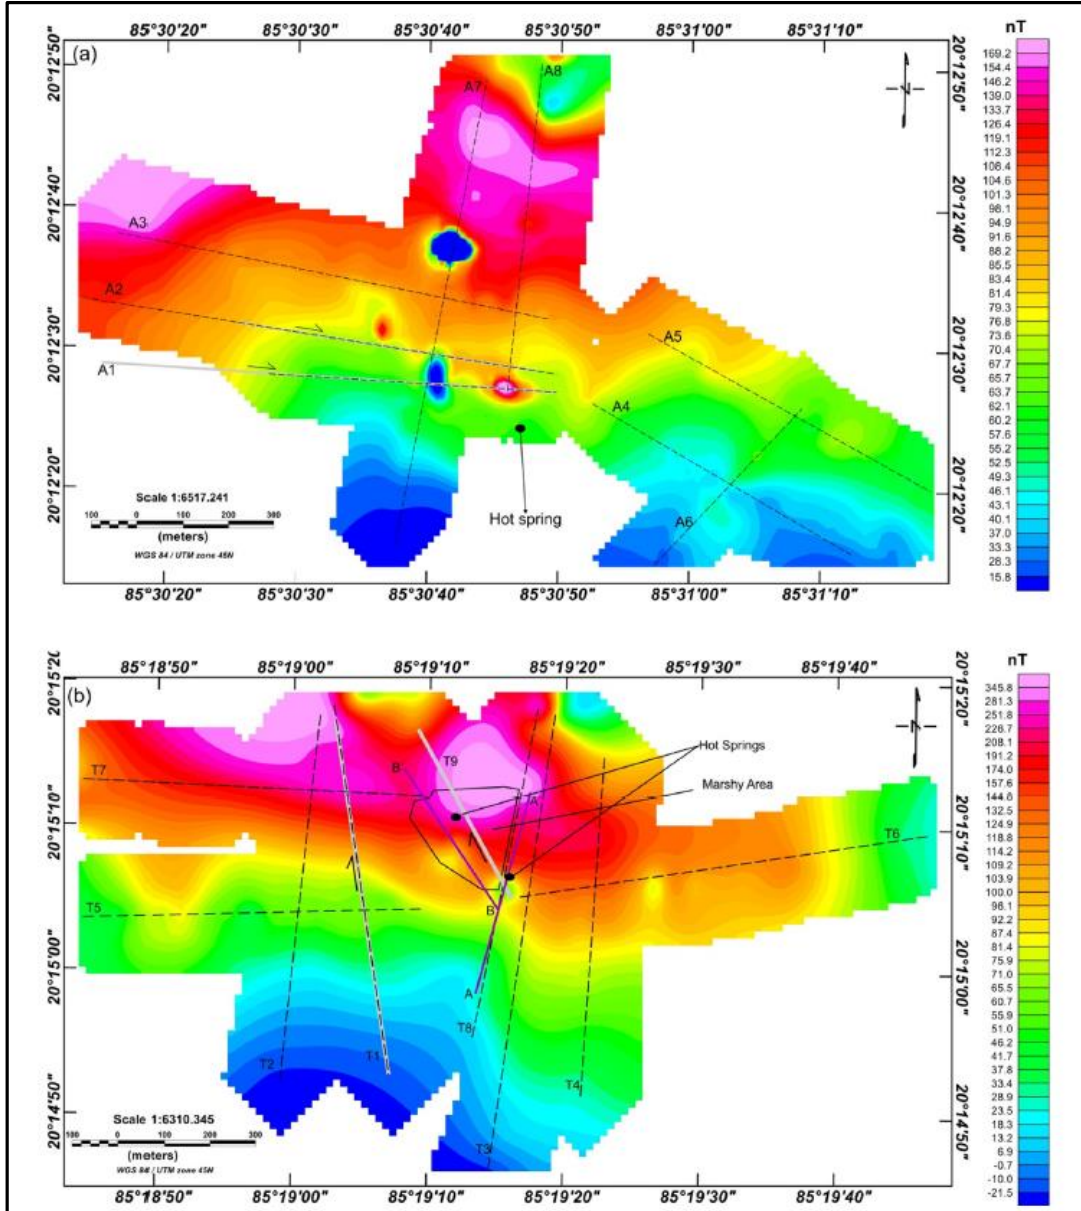 85°30'20" 85°30'30" 85°30'40" 85°30'50" 85°31'00" 85°31'10"
nT
(a)
20°12'50"
20°12'40"
20°12'30"
20°12'20"
20°12'50"
20°12'40"
20°12'30"
20°12'20"
A7
A8
A3
A2
A1
A5
A4
A6
Hot spring
Scale 1:6517.241
100 0 100 200 300
(meters)
WGS 84 / UTM zone 45N
85°30'20" 85°30'30" 85°30'40" 85°30'50" 85°31'00" 85°31'10"
169.2
154.4
146.2
139.0
133.7
126.4
112.3
106.4
104.6
98.1
94.9
91.6
88.2
85.5
83.4
81.4
79.3
76.6
73.8
70.6
67.7
65.7
63.7
62.1
60.2
57.6
55.2
52.5
49.3
46.1
43.1
40.1
37.0
33.3
28.3
15.8
85°18'50" 85°19'00" 85°19'10" 85°19'20" 85°19'30" 85°19'40"
nT
(b)
20°15'20
20°15'10"
20°15'00"
20°14'50"
20°15'20"
20°15'10"
20°15'00"
20°14'50"
T9
B'
T7
A'
Hot Springs
Marshy Area
T6
T5
B
A
T8
T2
T1
T4
T3
Scale 1:6310.345
100 0 100 200 300
(meters)
WGS 84 / UTM zone 45N
85°18'50" 85°19'00" 85°19'10" 85°19'20" 85°19'30" 85°19'40"
345.8
281.3
251.8
226.7
208.1
191.2
174.0
157.6
144.6
132.5
124.9
118.8
114.2
109.2
103.9
100.0
96.1
92.2
87.4
81.4
75.9
71.0
65.7
60.7
55.9
51.0
46.2
41.7
37.8
33.4
28.9
23.5
18.3
13.2
6.9
-0.7
-10.0
-21.5